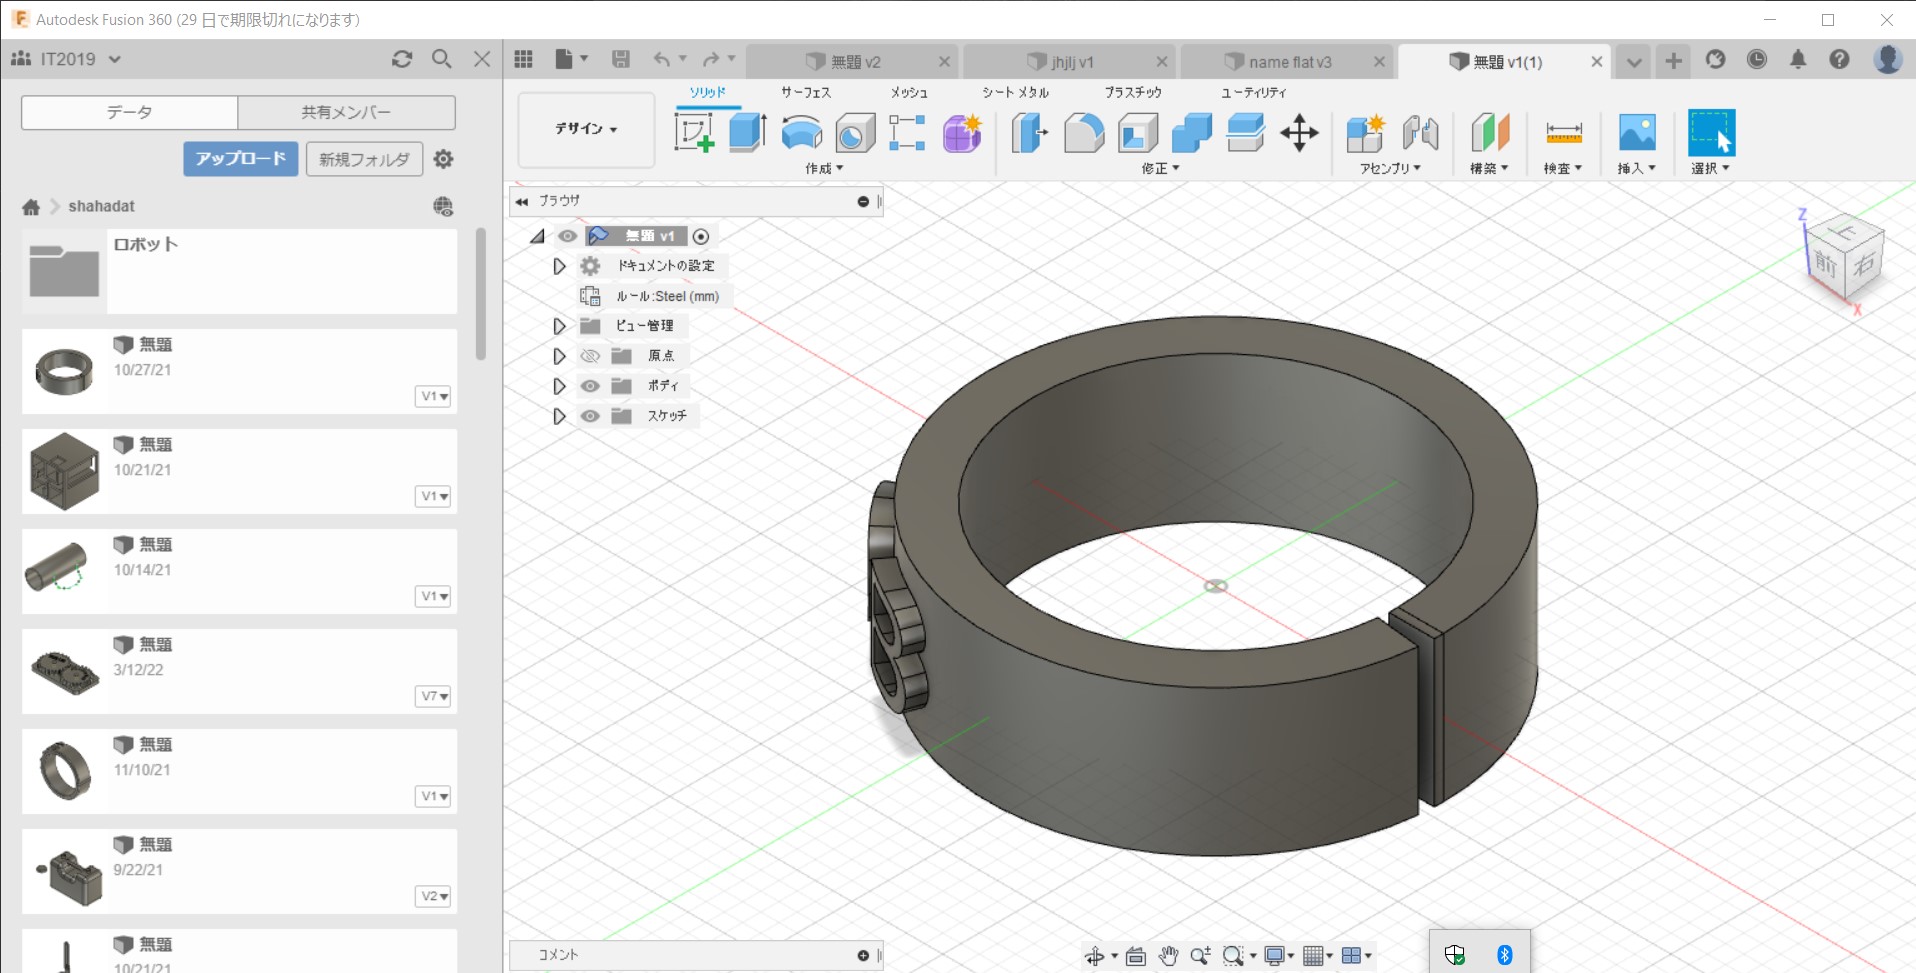 Autodesk Fusion 360 (29 日で期限切れになります)
IT2019
無題 v2
jhjlj v1
name flat v3
無題 v1(1)
データ
共有メンバー
アップロード
新規フォルダ
shahadat
ロボット
無題
10/27/21
V1
無題
10/21/21
V1
無題
10/14/21
V1
無題
3/12/22
V7
無題
11/10/21
V1
無題
9/22/21
V2
無題
10/21/21
デザイン
ソリッド
サーフェス
メッシュ
シート メタル
プラスチック
ユーティリティ
作成
修正
アセンブリ
構築
検査
挿入
選択
ブラウザ
無題 v1
ドキュメントの設定
ルール:Steel (mm)
ビュー管理
原点
ボディ
スケッチ
Z
上
前
右
X
コメント